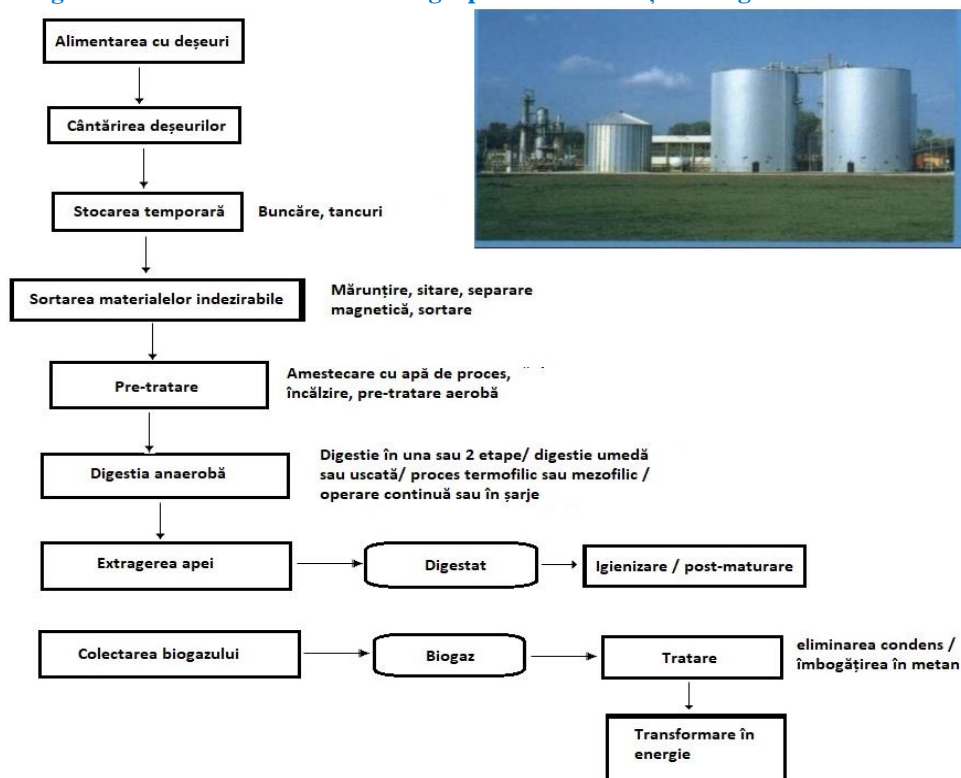 Alimentarea cu deșeuri
Cântărirea deșeurilor
Stocarea temporară
Buncăre, tancuri
Sortarea materialelor indezirabile
Mărunțire, sitare, separare
magnetică, sortare
Pre-tratare
Amestecare cu apă de proces,
încălzire, pre-tratare aerobă
Digestia anaerobă
Digestie în una sau 2 etape/ digestie umedă
sau uscată/ proces termofilic sau mezofilic /
operare continuă sau în șarje
Extragerea apei
Digestat
Igienizare / post-maturare
Colectarea biogazului
Biogaz
Tratare
eliminarea condens /
îmbogățirea în metan
Transformare în
energie